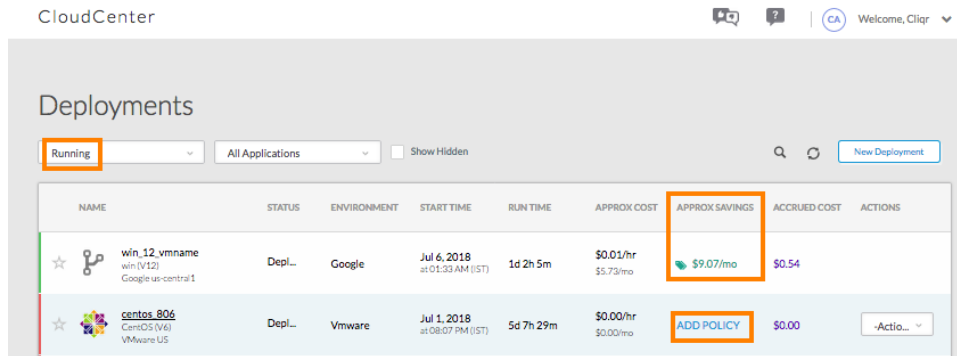 CloudCenter
?
CA
Welcome, Cliqr
Deployments
Running
All Applications
Show Hidden
New Deployment
NAME STATUS ENVIRONMENT START TIME RUN TIME APPROX COST APPROX SAVINGS ACCRUED COST ACTIONS
win_12_vmname
win (V12)
Google us-central1
Depl...
Google
Jul 6, 2018
at 01:33 AM (IST)
1d 2h 5m
$0.01/hr
$5.73/mo
$9.07/mo
$0.54
centos_806
CentOS (V6)
VMware US
Depl...
Vmware
Jul 1, 2018
at 08:07 PM (IST)
5d 7h 29m
$0.00/hr
$0.00/mo
ADD POLICY
$0.00
-Actio...